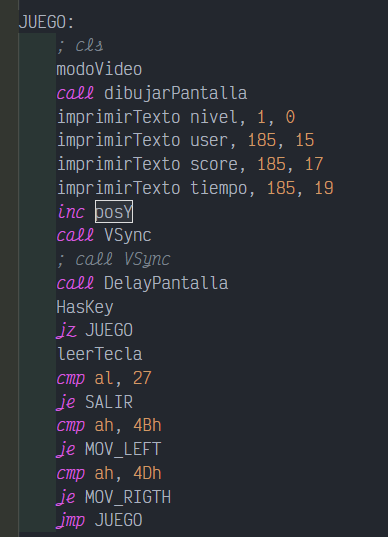 JUEGO:
; cls
modoVideo
call dibujarPantalla
imprimirTexto nivel, 1, 0
imprimirTexto user, 185, 15
imprimirTexto score, 185, 17
imprimirTexto tiempo, 185, 19
inc posY
call VSync
; call VSync
call DelayPantalla
HasKey
jz JUEGO
leerTecla
cmp al, 27
je SALIR
cmp ah, 4Bh
je MOV_LEFT
cmp ah, 4Dh
je MOV_RIGTH
jmp JUEGO